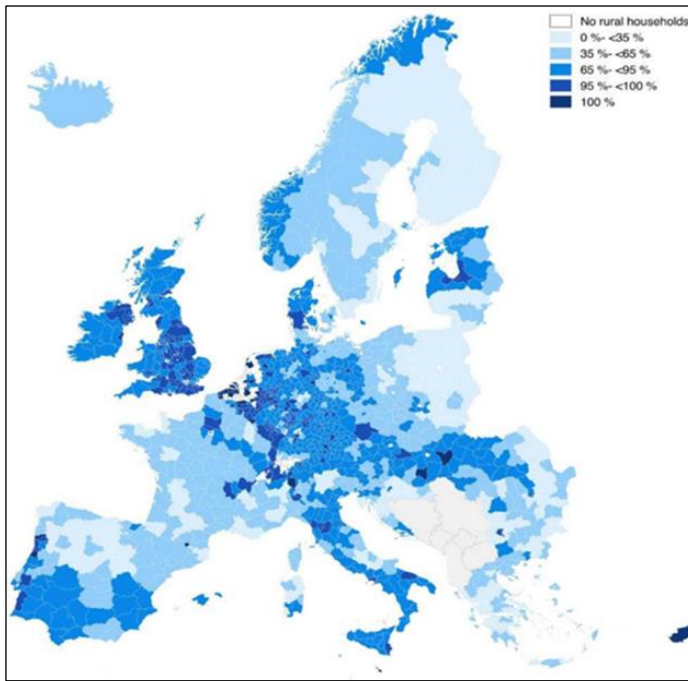 No rural households
0 %- <35 %
35 %- <65 %
65 %- <95 %
95 %- <100 %
100 %